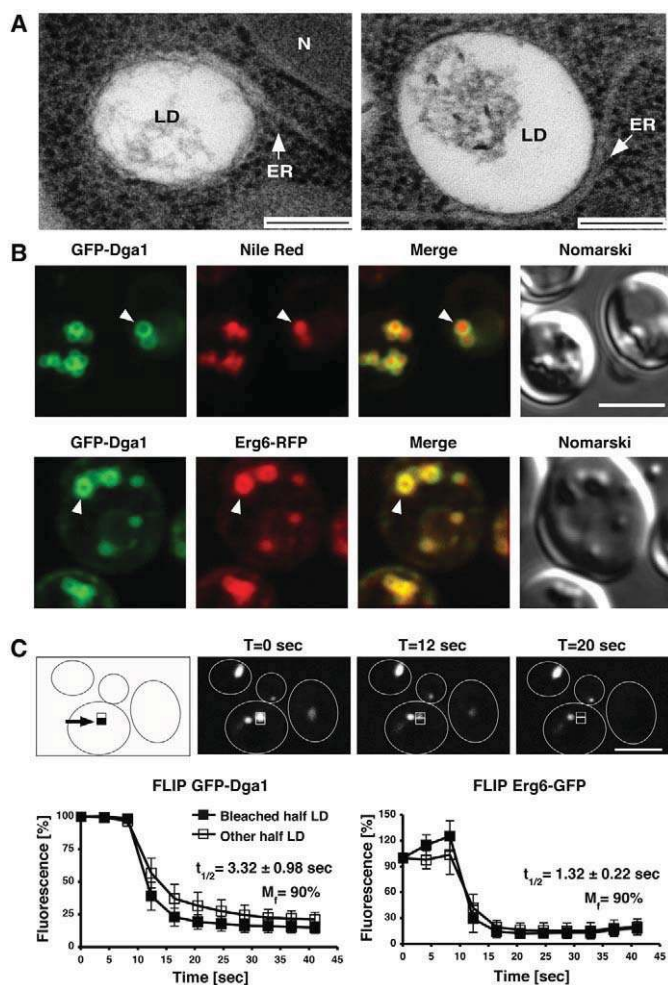 A
N
LD
ER
LD
ER
B
GFP-Dga1
Nile Red
Merge
Nomarski
GFP-Dga1
Erg6-RFP
Merge
Nomarski
C
T=0 sec
T=12 sec
T=20 sec
FLIP GFP-Dga1
Fluorescence [%]
100
75
50
25
0
Bleached half LD
Other half LD
t1/2 = 3.32 ± 0.98 sec
Mf = 90%
0 5 10 15 20 25 30 35 40 45
Time [sec]
FLIP Erg6-GFP
Fluorescence [%]
150
120
90
60
30
0
t1/2 = 1.32 ± 0.22 sec
Mf = 90%
0 5 10 15 20 25 30 35 40 45
Time [sec]